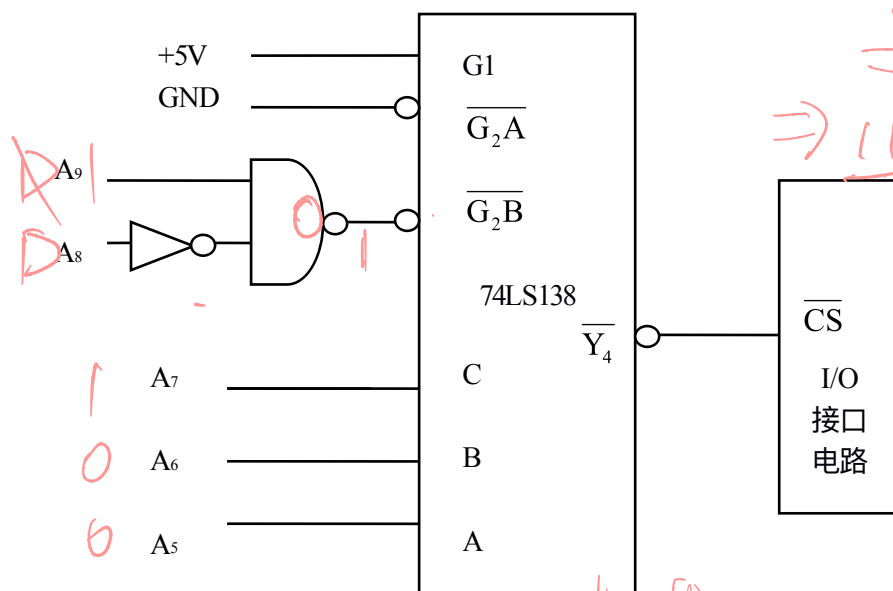 +5V
G1
GND
G₂A
A₉
1
0
G₂B
A₈
1
74LS138
Y₄
CS
I/O
接口
电路
1
A₇
C
0
A₆
B
0
A₅
A